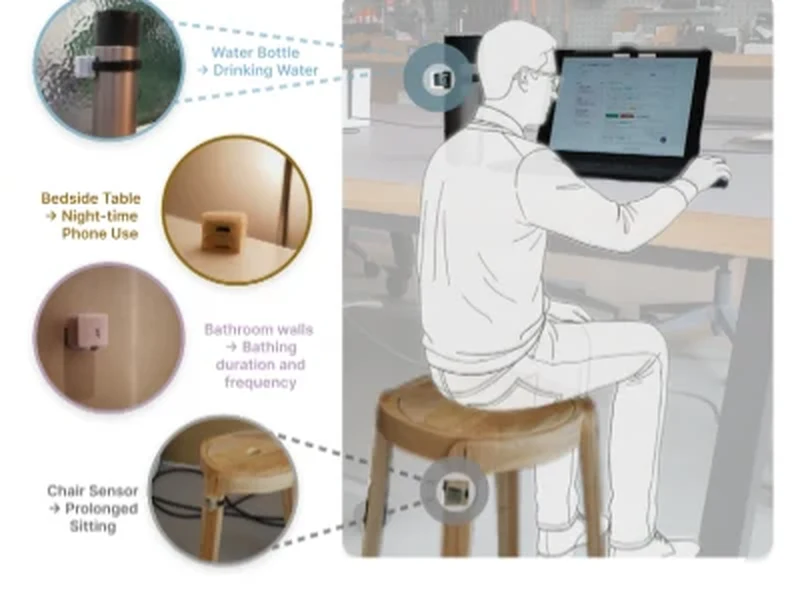 Water Bottle
→ Drinking Water
Bedside Table
→ Night-time
Phone Use
Bathroom walls
→ Bathing
duration and
frequency
Chair Sensor
→ Prolonged
Sitting